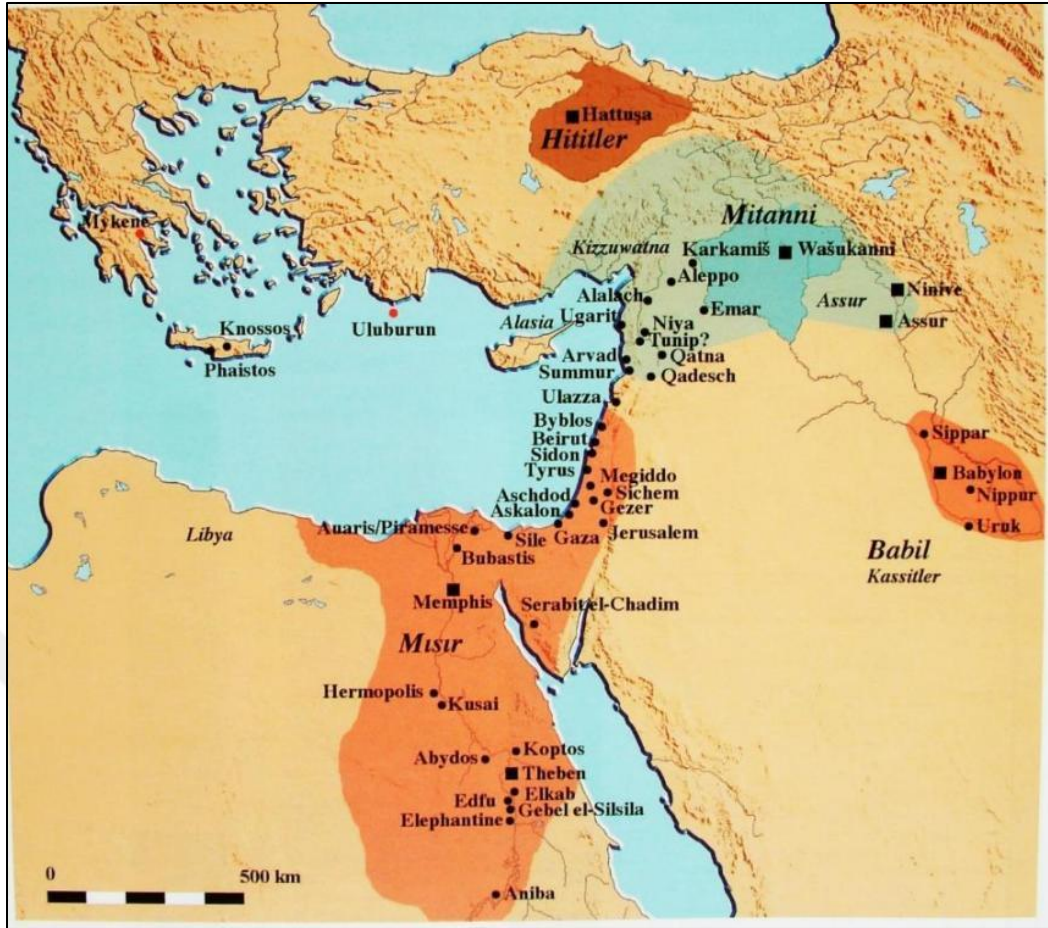 Hattuşa
Hititler
Mykene
Mitanni
Kizzuwatna
Karkamiš
Wašukanni
Aleppo
Alalach
Emar
Assur
Ninive
Ugarit
Alasia
Assur
Uluburun
Knossos
Phaistos
Niya
Tunip?
Arvad
Qatna
Summur
Qadesch
Ulazza
Byblos
Beirut
Sidon
Tyrus
Sippar
Megiddo
Babylon
Sichem
Nippur
Aschdod
Gezer
Askalon
Uruk
Auaris/Piramesse
Jerusalem
Libya
Sile
Gaza
Bubastis
Babil
Kassitler
Memphis
Serabit el-Chadim
Mısır
Hermopolis
Kusai
Koptos
Abydos
Theben
Elkab
Edfu
Gebel el-Silsila
Elephantine
0
500 km
Aniba